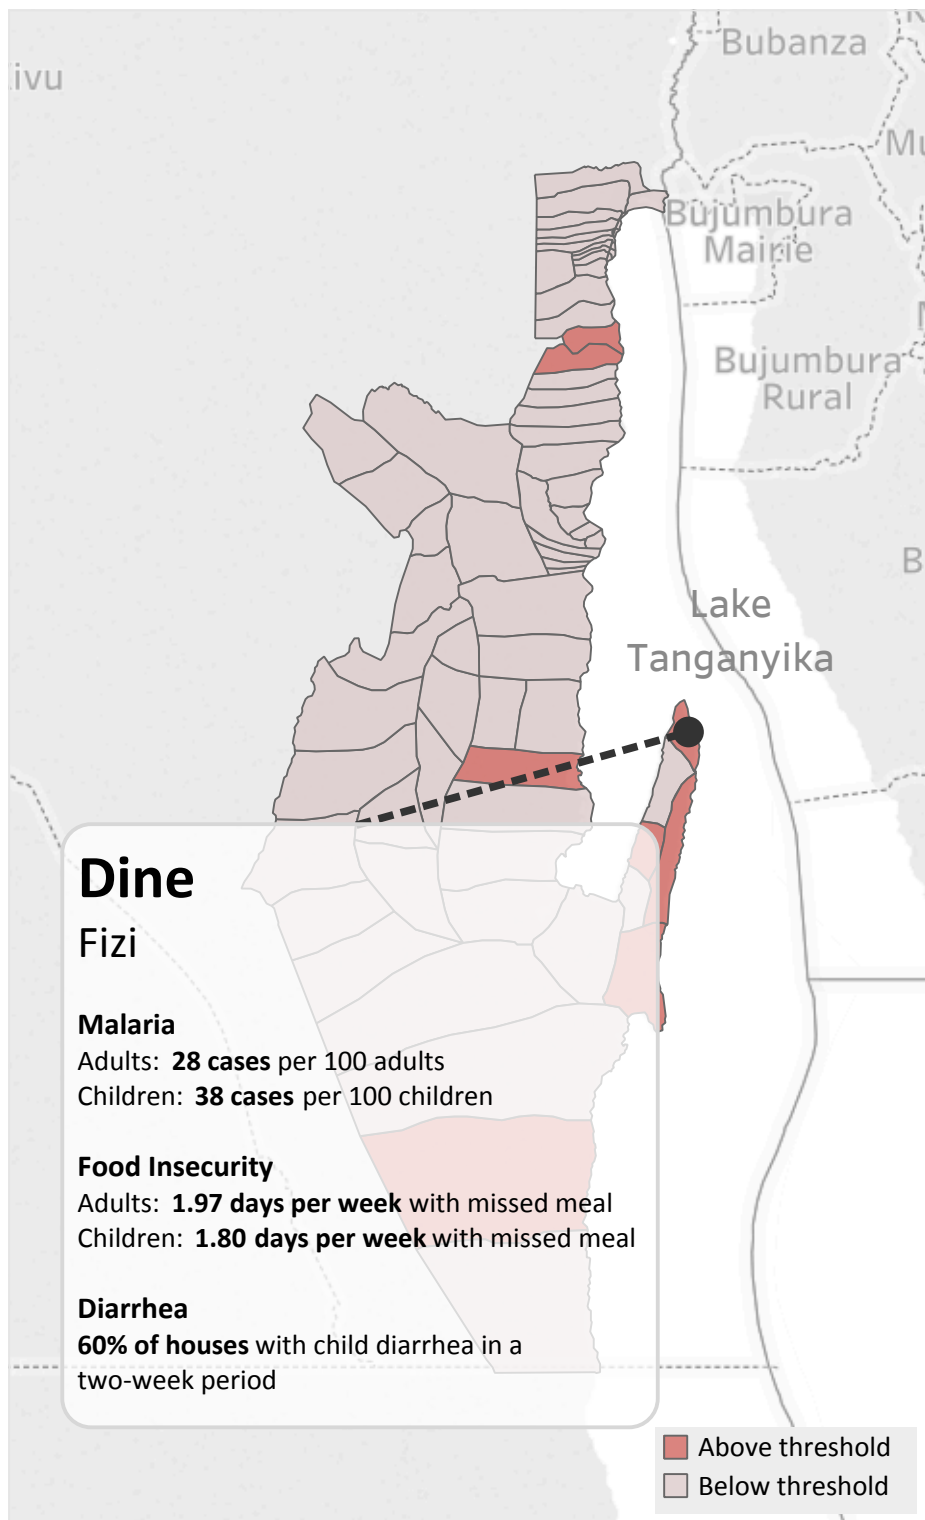 Bubanza
Bujumbura
Mairie
Bujumbura
Rural
Lake
Tanganyika
Dine
Fizi
Malaria
Adults: 28 cases per 100 adults
Children: 38 cases per 100 children
Food Insecurity
Adults: 1.97 days per week with missed meal
Children: 1.80 days per week with missed meal
Diarrhea
60% of houses with child diarrhea in a
two-week period
Above threshold
Below threshold